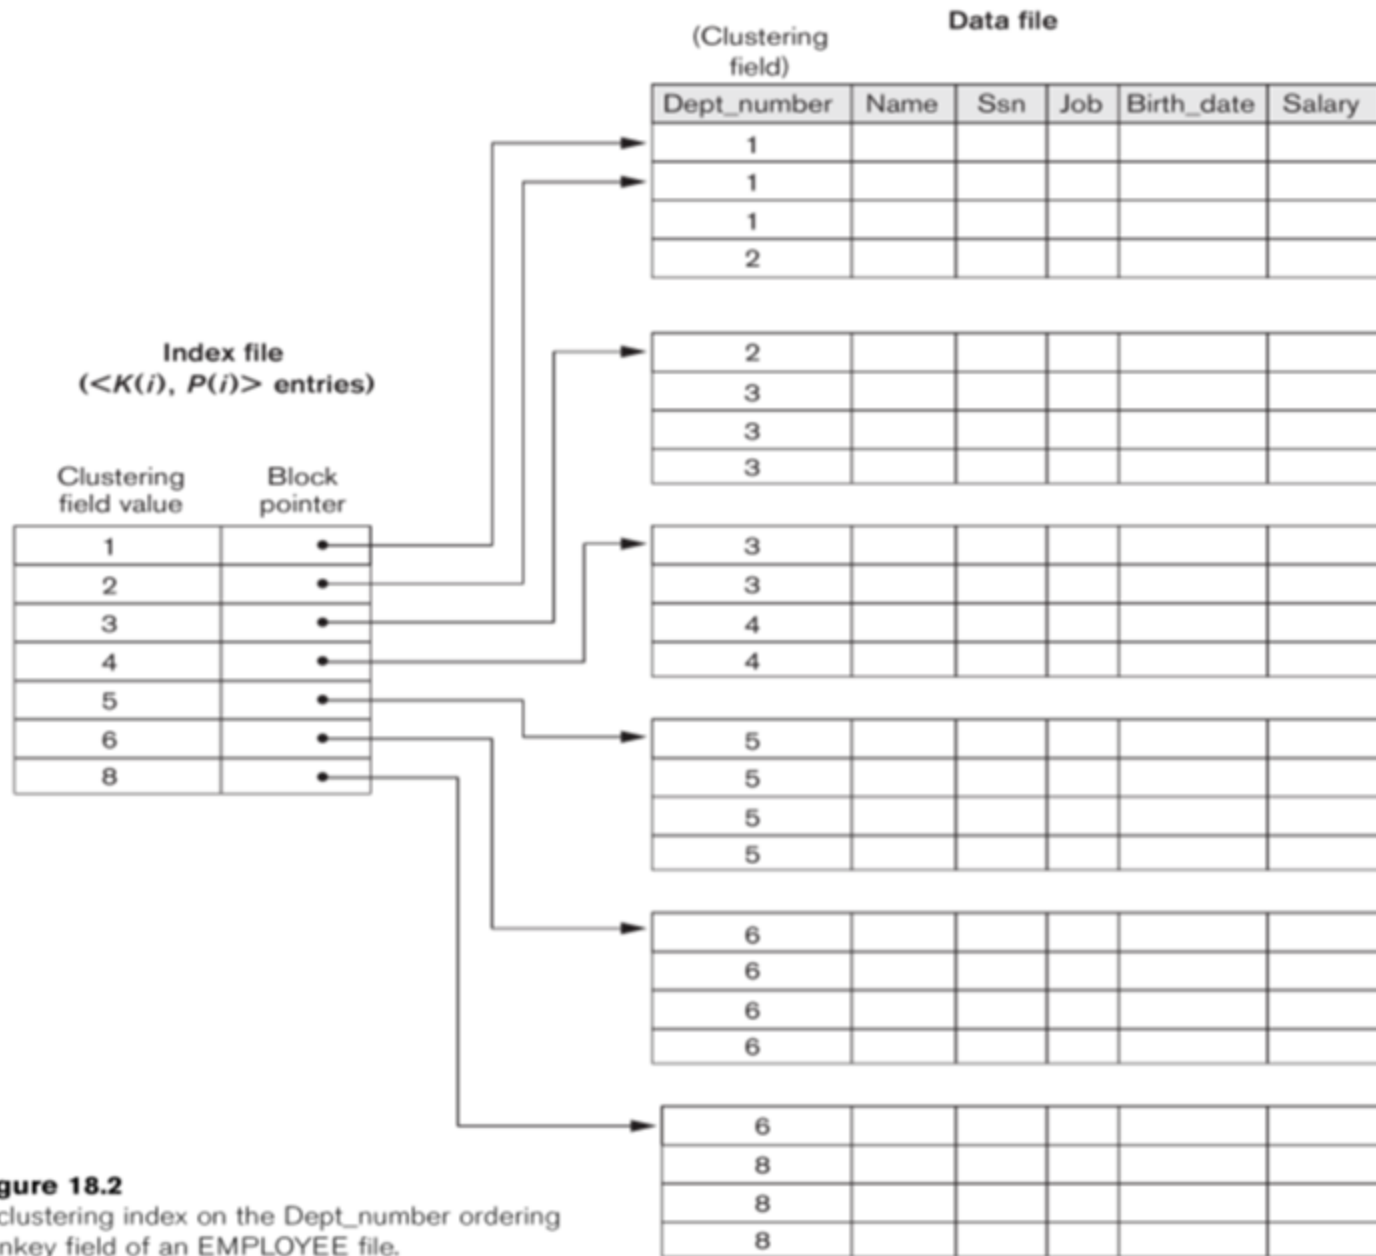 Data file
(Clustering
field)
Dept_number Name Ssn Job Birth_date Salary
1
1
1
2
2
3
3
3
3
3
4
4
5
5
5
5
6
6
6
6
6
8
8
8
Index file
(<K(i), P(i)> entries)
Clustering Block
field value pointer
1
2
3
4
5
6
8
gure 18.2
clustering index on the Dept_number ordering
nkey field of an EMPLOYEE file.